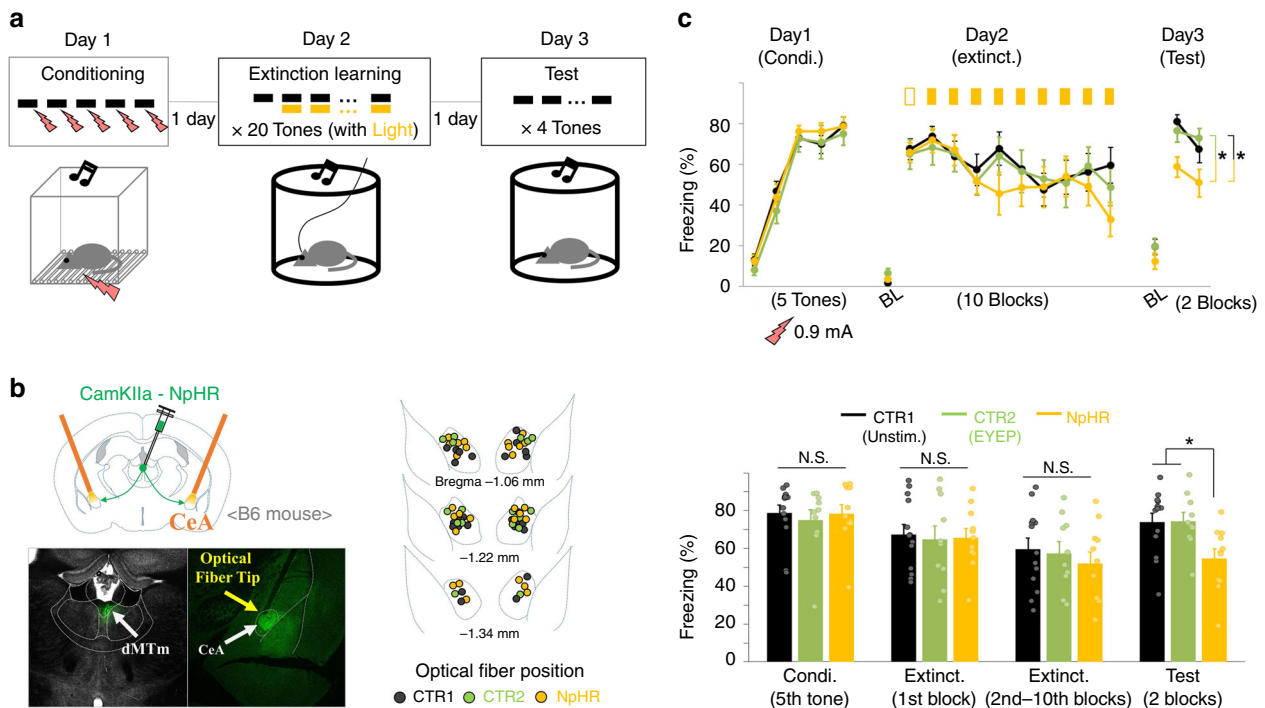 a
Day 1
Day 2
Day 3
Conditioning
Extinction learning
Test
...
...
...
× 20 Tones (with Light)
× 4 Tones
1 day
1 day
b
CamKIIa - NpHR
CeA
<B6 mouse>
Optical
Fiber Tip
CeA
dMTm
Bregma −1.06 mm
−1.22 mm
−1.34 mm
Optical fiber position
CTR1 CTR2 NpHR
c
Day1
(Condi.)
Day2
(extinct.)
Day3
(Test)
Freezing (%)
80
60
40
20
0
* *
BL
BL
(5 Tones)
(10 Blocks)
(2 Blocks)
0.9 mA
CTR1
(Unstim.)
CTR2
(EYEP)
NpHR
N.S.
N.S.
N.S.
*
Freezing (%)
80
60
40
20
0
Condi.
(5th tone)
Extinct.
(1st block)
Extinct.
(2nd–10th blocks)
Test
(2 blocks)